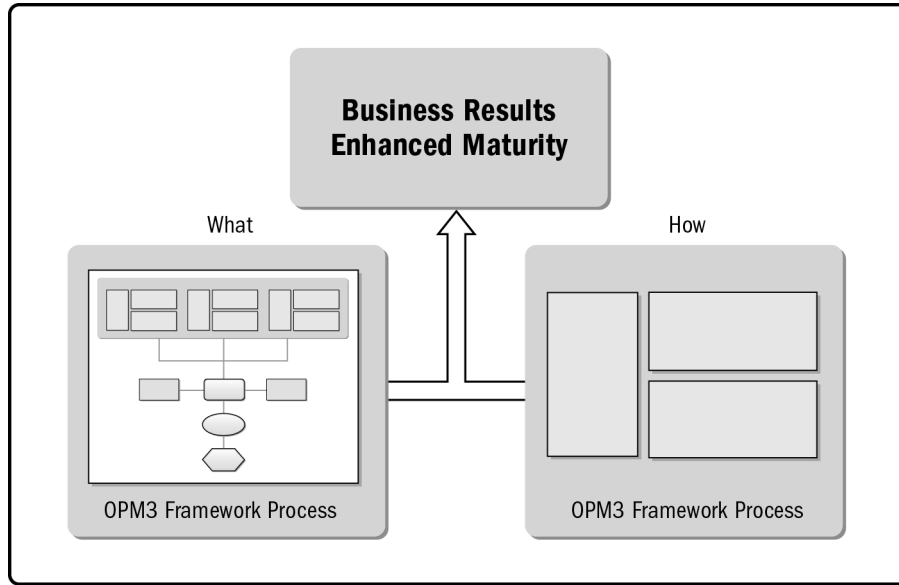 Business Results
Enhanced Maturity
What
How
OPM3 Framework Process
OPM3 Framework Process